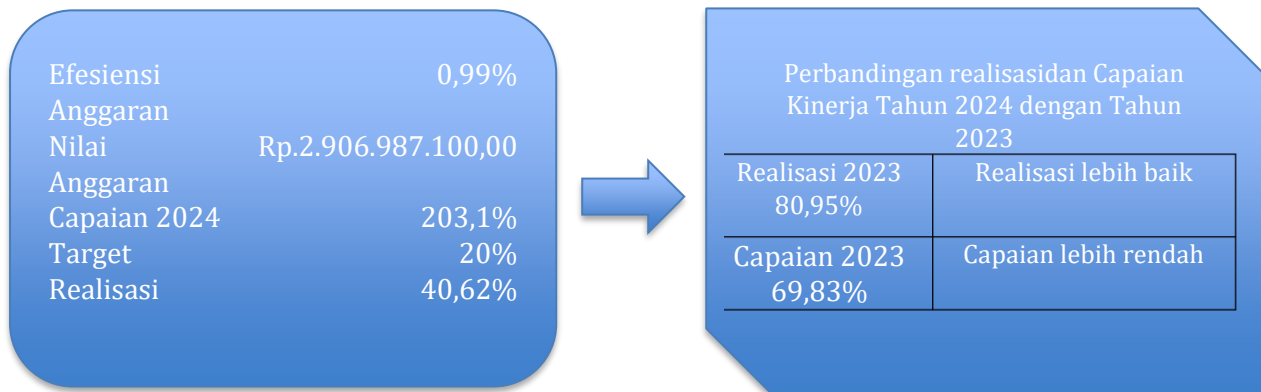 Efesiensi 0,99%
Anggaran
Nilai Rp.2.906.987.100,00
Anggaran
Capaian 2024 203,1%
Target 20%
Realisasi 40,62%
Perbandingan realisasidan Capaian
Kinerja Tahun 2024 dengan Tahun
2023
Realisasi 2023 Realisasi lebih baik
80,95%
Capaian 2023 Capaian lebih rendah
69,83%